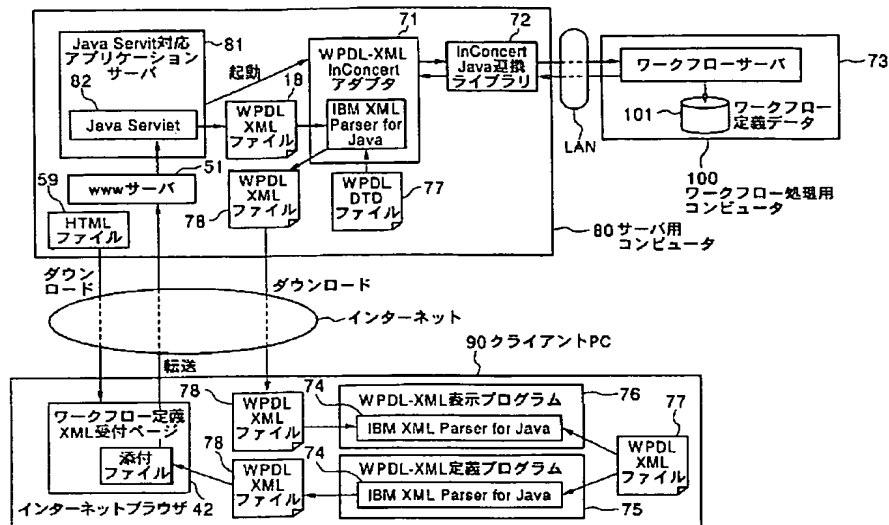 Java Servlt対応
アプリケーション
サーバ
81
82
Java Servlet
起動
71
WPDL-XML
InConcert
アダプタ
IBM XML
Parser for
Java
18
WPDL
XML
ファイル
72
InConcert
Java連携
ライブラリ
LAN
ワークフローサーバ
73
101
ワークフロー
定義データ
100
ワークフロー処理用
コンピュータ
51
wwwサーバ
59
HTML
ファイル
78
WPDL
XML
ファイル
WPDL
DTD
ファイル
77
80 サーバ用
コンピュータ
ダウン
ロード
ダウンロード
インターネット
転送
90 クライアントPC
ワークフロー定義
XML受付ページ
添付
ファイル
インターネットブラウザ 42
78
WPDL
XML
ファイル
78
WPDL
XML
ファイル
74
WPDL-XML表示プログラム
IBM XML Parser for Java
76
74
WPDL-XML定義プログラム
IBM XML Parser for Java
75
77
WPDL
XML
ファイル